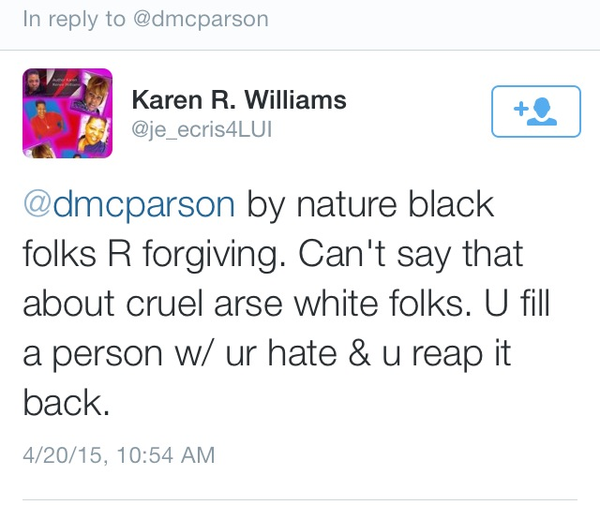 In reply to @dmcparson
Karen R. Williams
@je_ecris4LUI
@dmcparson by nature black
folks R forgiving. Can't say that
about cruel arse white folks. U fill
a person w/ ur hate & u reap it
back.
4/20/15, 10:54 AM